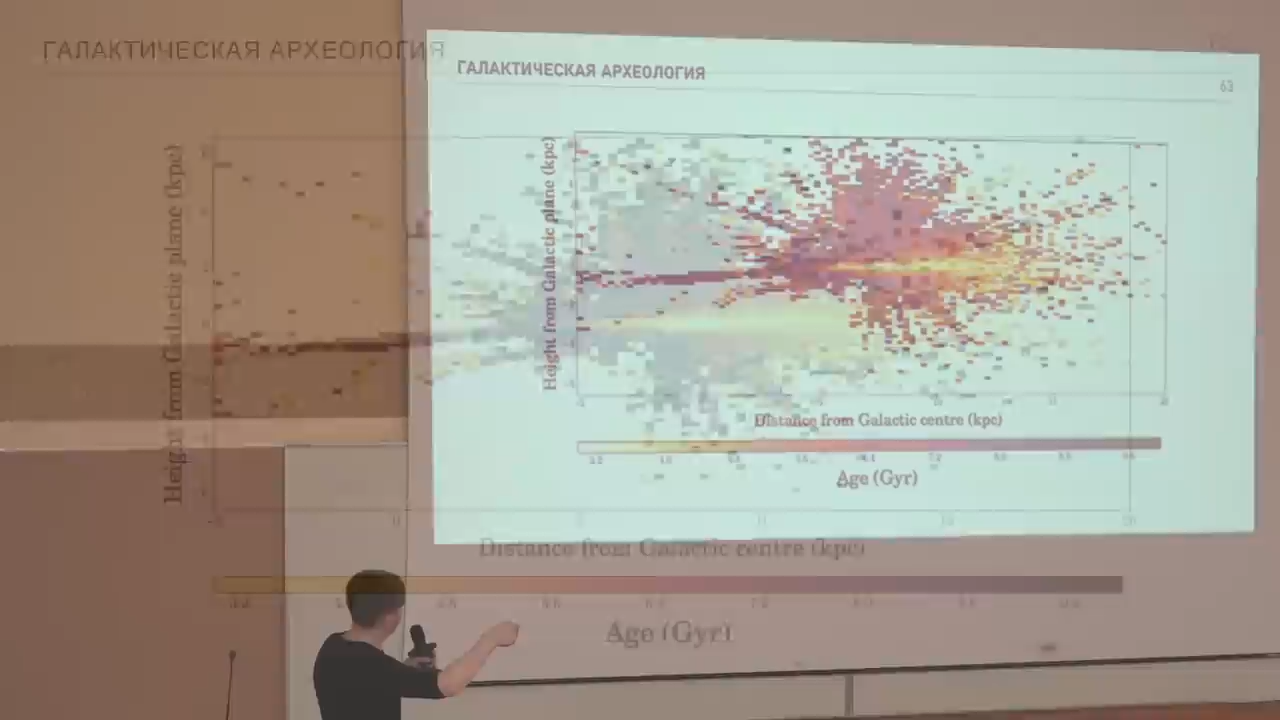 ГАЛАКТИЧЕСКАЯ АРХЕОЛОГИЯ
ГАЛАКТИЧЕСКАЯ АРХЕОЛОГИЯ
63
Height from Galactic plane (kpc)
Height from Galactic plane (kpc)
Distance from Galactic centre (kpc)
Age (Gyr)
Distance from Galactic centre (kpc)
Age (Gyr)